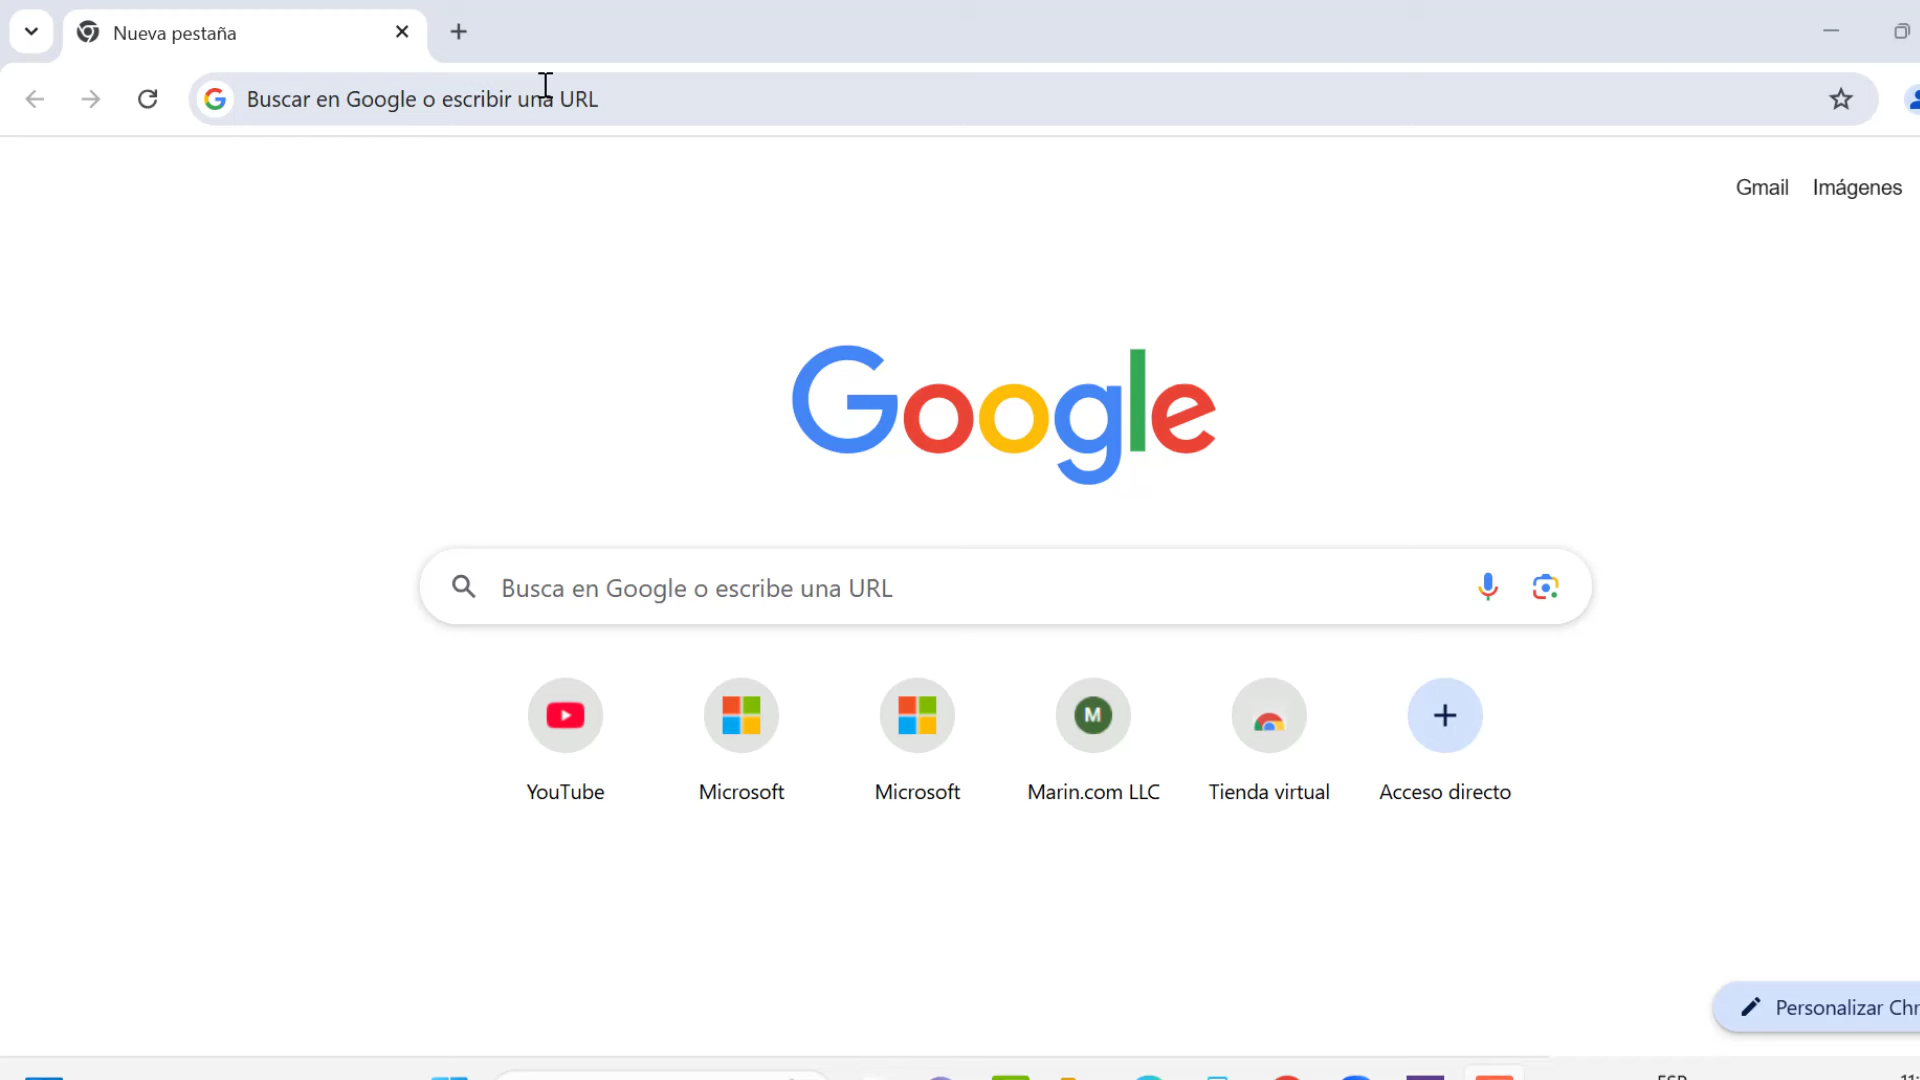 Nueva pestaña
Buscar en Google o escribir una URL
Gmail Imágenes
Google
Busca en Google o escribe una URL
M
YouTube Microsoft Microsoft Marin.com LLC Tienda virtual Acceso directo
Personalizar Chr